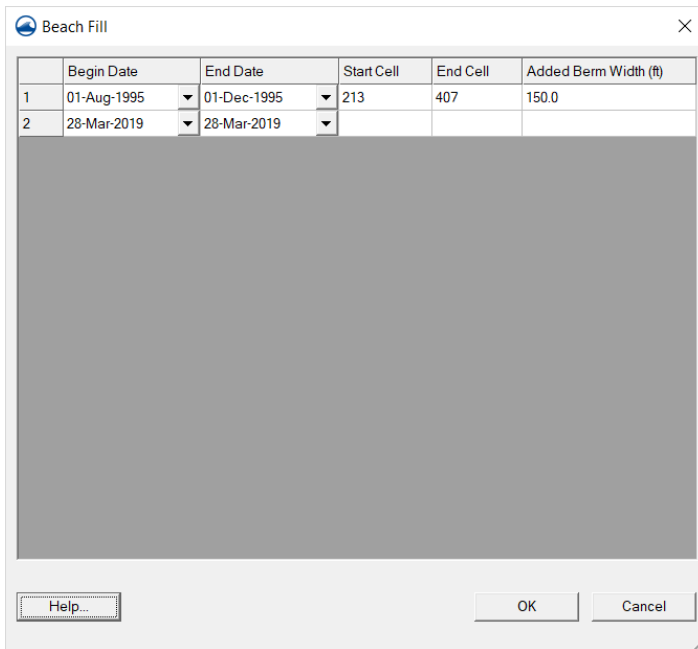 Beach Fill
Begin Date End Date Start Cell End Cell Added Berm Width (ft)
1 01-Aug-1995 01-Dec-1995 213 407 150.0
2 28-Mar-2019 28-Mar-2019
Help... OK Cancel